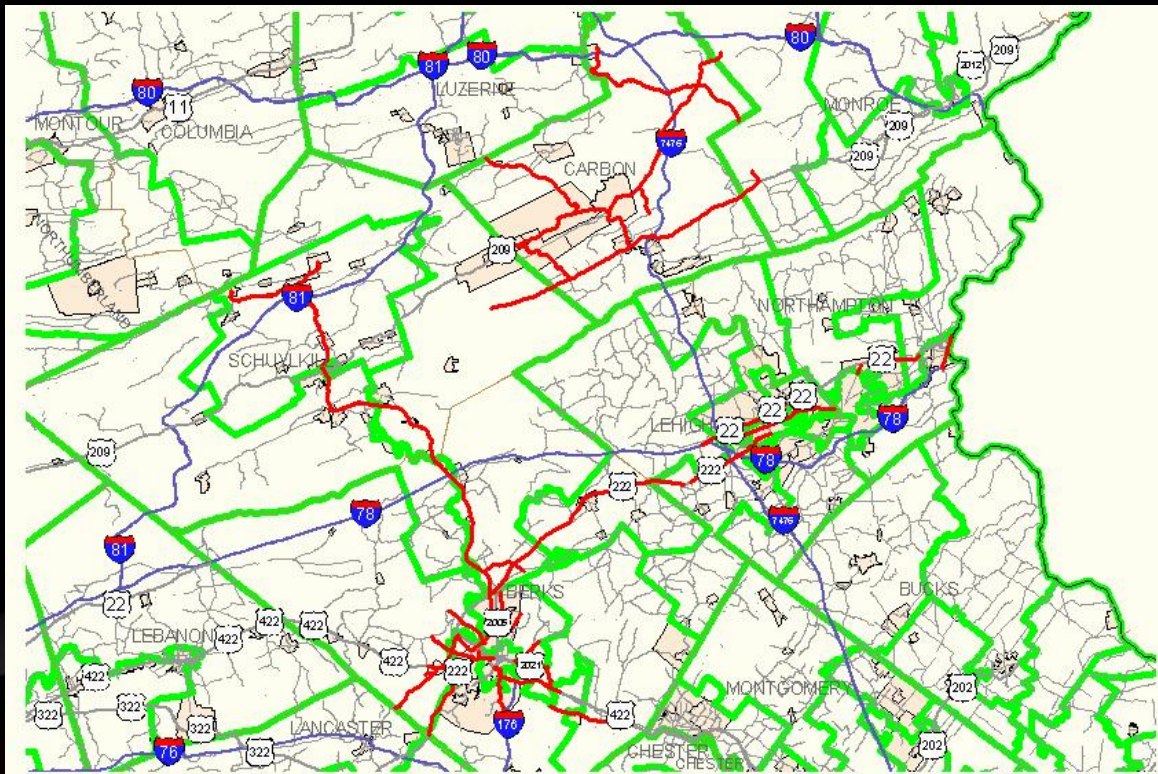 80
209
2012
80
81
80
11
LUZERNE
MONROE
MONTOUR
COLUMBIA
209
7476
209
CARBON
NORTHUMBERLAND
209
81
NORTHAMPTON
SCHUYLKILL
22
22
22
LEHIGH
22
78
209
78
222
222
78
7476
81
BERKS
BUCKS
22
2005
422
422
LEBANON
422
422
2021
222
422
202
MONTGOMERY
322
322
322
LANCASTER
176
422
76
322
CHESTER
CHESTER
202